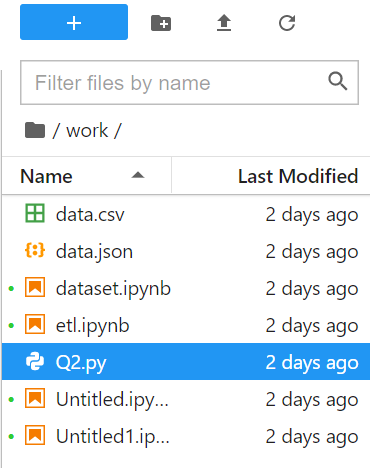 Filter files by name
/ work /
Name Last Modified
data.csv 2 days ago
data.json 2 days ago
dataset.ipynb 2 days ago
etl.ipynb 2 days ago
Q2.py 2 days ago
Untitled.ipy... 2 days ago
Untitled1.ip... 2 days ago